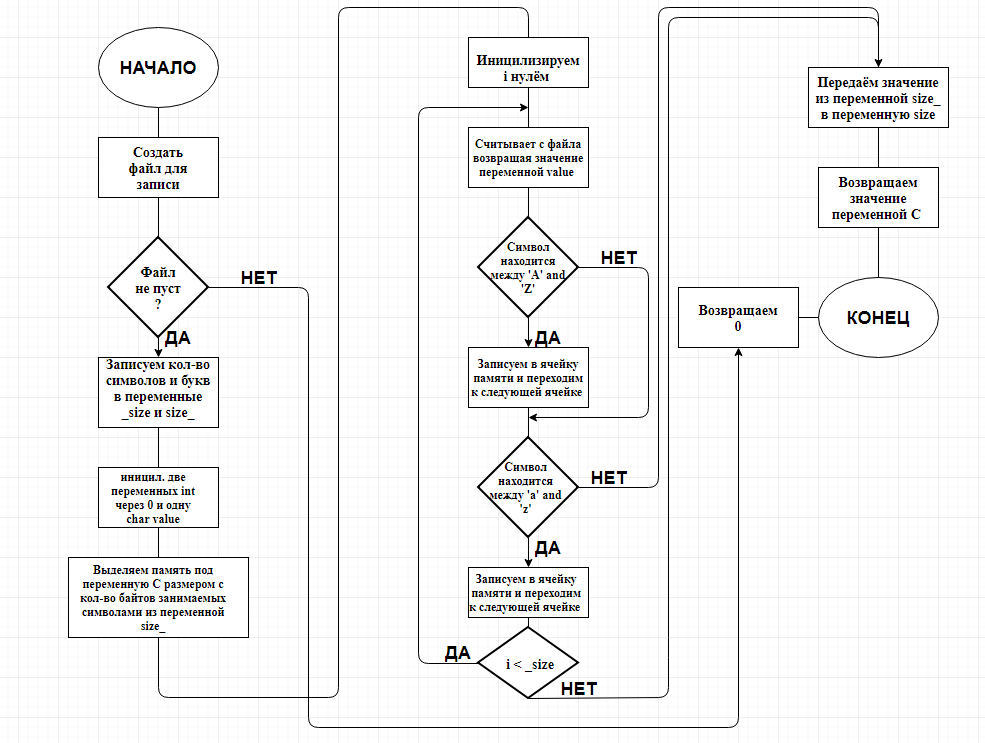 НАЧАЛО
Создать
файл для
записи
Файл
не пуст
?
НЕТ
ДА
Записуем кол-во
символов и букв
в переменные
_size и size_
иницил. две
переменных int
через 0 и одну
char value
Выделяем память под
переменную C размером с
кол-во байтов занимаемых
символами из переменной
size_
Иницилизируем
i нулём
Считывает с файла
возвращая значение
переменной value
Символ
находится
между 'A' and
'Z'
НЕТ
ДА
Записуем в ячейку
памяти и переходим
к следующей ячейке
Символ
находится
между 'a' and
'z'
НЕТ
ДА
Записуем в ячейку
памяти и переходим
к следующей ячейке
i < _size
ДА
НЕТ
Передаём значение
из переменной size_
в переменную size
Возвращаем
значение
переменной C
Возвращаем
0
КОНЕЦ